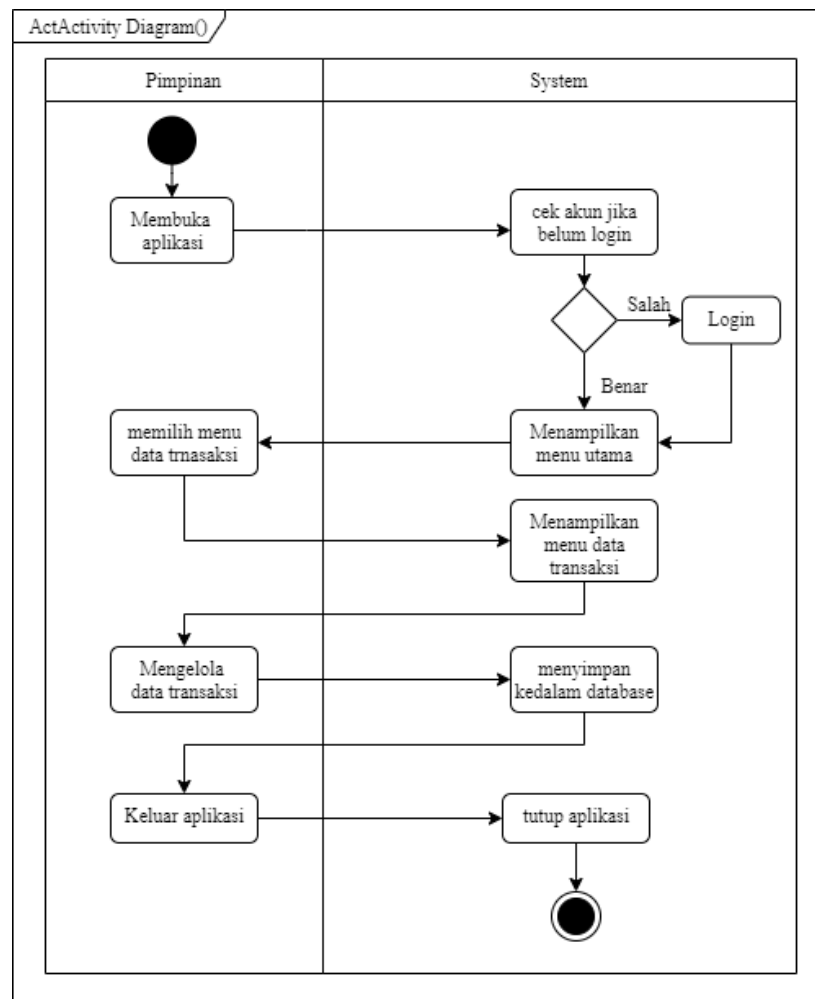 ActActivity Diagram()
Pimpinan
System
Membuka
aplikasi
cek akun jika
belum login
Salah
Login
Benar
memilih menu
data trnasaksi
Menampilkan
menu utama
Menampilkan
menu data
transaksi
Mengelola
data transaksi
menyimpan
kedalam database
Keluar aplikasi
tutup aplikasi